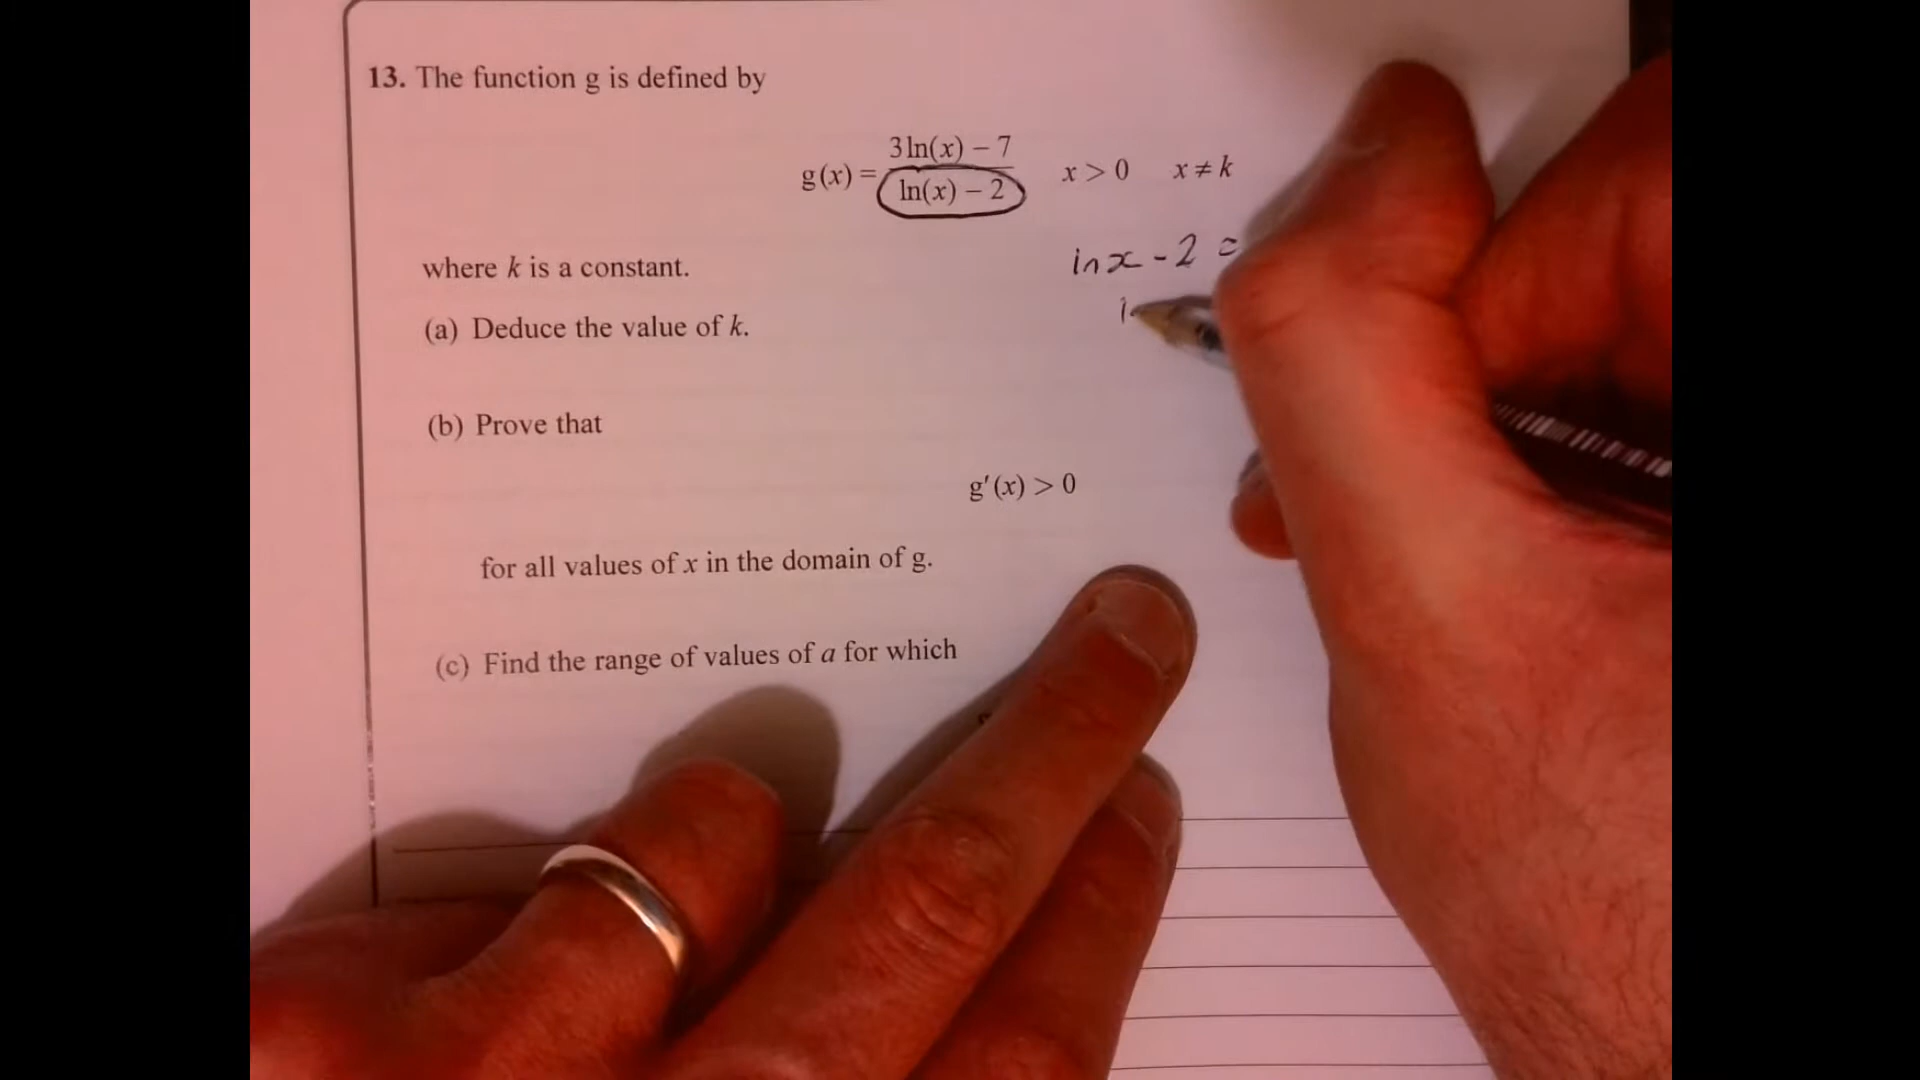 13. The function g is defined by
g(x) = (3 ln(x) − 7) / (ln(x) − 2)    x > 0    x ≠ k
where k is a constant.
ln x - 2 =
(a) Deduce the value of k.
(b) Prove that
g′(x) > 0
for all values of x in the domain of g.
(c) Find the range of values of a for which